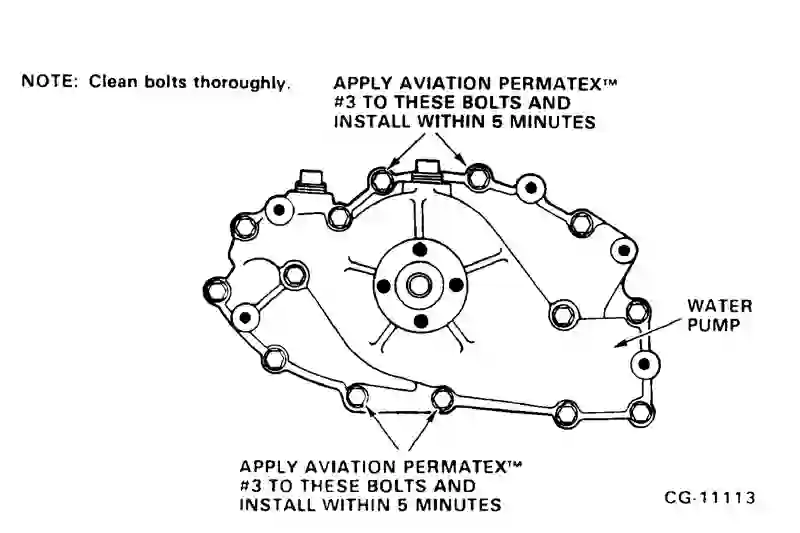 NOTE: Clean bolts thoroughly.
APPLY AVIATION PERMATEX™
#3 TO THESE BOLTS AND
INSTALL WITHIN 5 MINUTES
WATER
PUMP
APPLY AVIATION PERMATEX™
#3 TO THESE BOLTS AND
INSTALL WITHIN 5 MINUTES
CG-11113